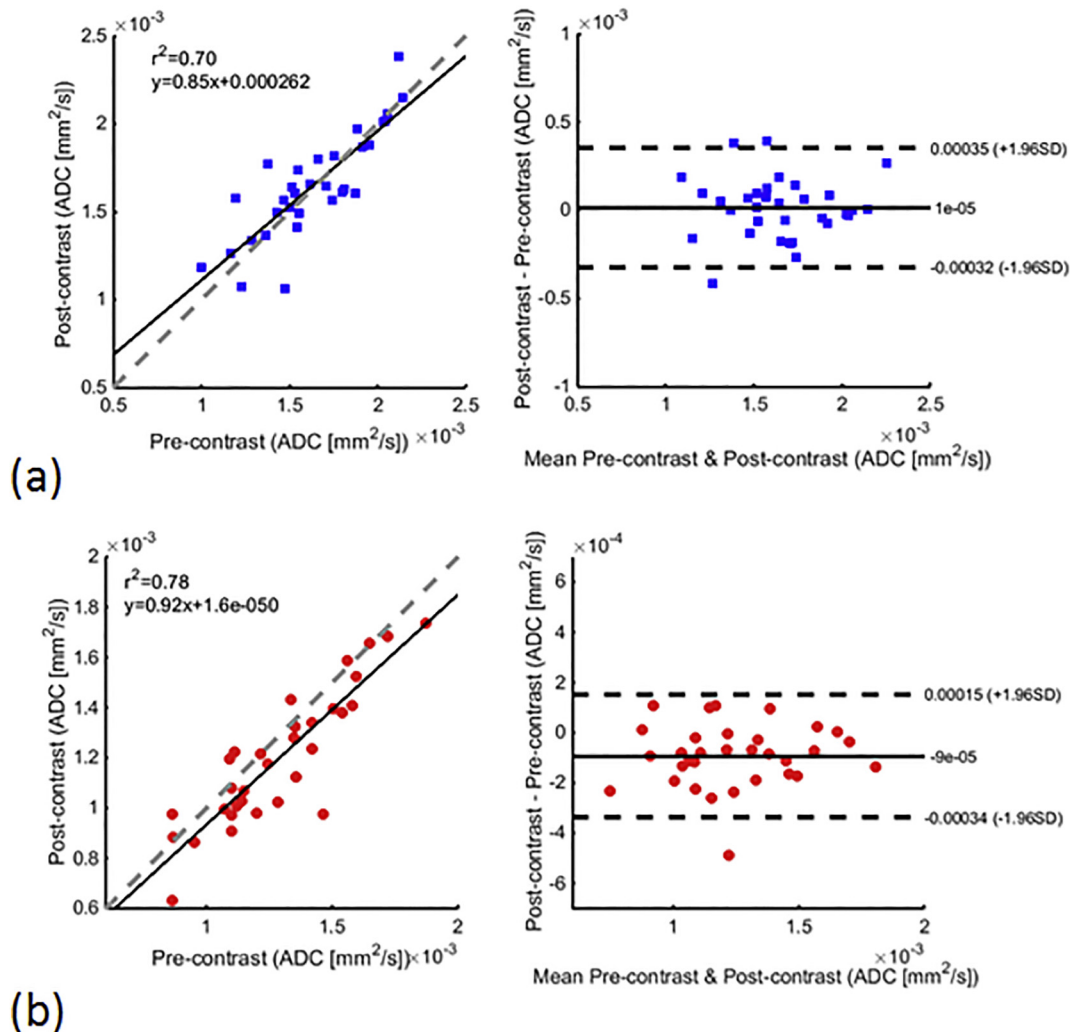 ×10⁻³
2.5
2
1.5
1
0.5
r²=0.70
y=0.85x+0.000262
Post-contrast (ADC [mm²/s])
0.5 1 1.5 2 2.5
Pre-contrast (ADC [mm²/s]) ×10⁻³
×10⁻³
1
0.5
0
-0.5
-1
Post-contrast - Pre-contrast (ADC [mm²/s])
0.00035 (+1.96SD)
1e-05
-0.00032 (-1.96SD)
0.5 1 1.5 2 2.5
×10⁻³
Mean Pre-contrast & Post-contrast (ADC [mm²/s])
(a)
×10⁻³
2
1.8
1.6
1.4
1.2
1
0.8
0.6
r²=0.78
y=0.92x+1.6e-050
Post-contrast (ADC [mm²/s])
1 1.5 2
Pre-contrast (ADC [mm²/s]) ×10⁻³
×10⁻⁴
6
4
2
0
-2
-4
-6
Post-contrast - Pre-contrast (ADC [mm²/s])
0.00015 (+1.96SD)
-9e-05
-0.00034 (-1.96SD)
1 1.5 2
×10⁻³
Mean Pre-contrast & Post-contrast (ADC [mm²/s])
(b)